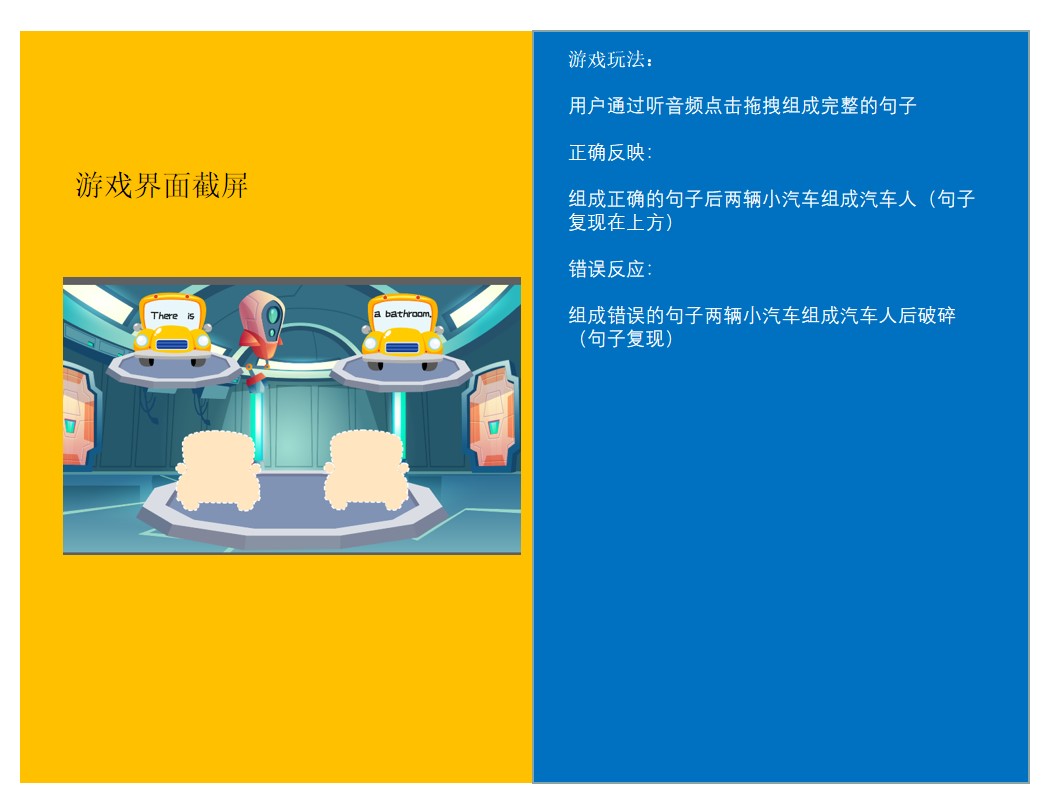 游戏界面截屏
There is
a bathroom.
游戏玩法：
用户通过听音频点击拖拽组成完整的句子
正确反映：
组成正确的句子后两辆小汽车组成汽车人（句子
复现在上方）
错误反应：
组成错误的句子两辆小汽车组成汽车人后破碎
（句子复现）